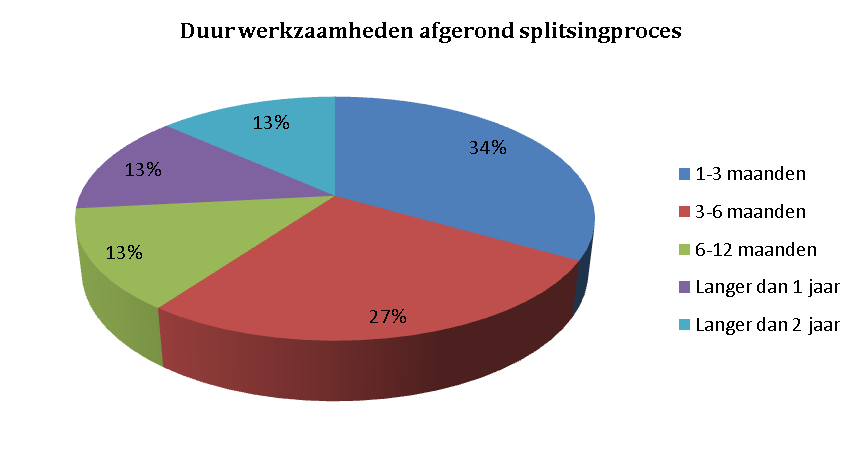 Duur werkzaamheden afgerond splitsingproces
13%
34%
13%
13%
27%
1-3 maanden
3-6 maanden
6-12 maanden
Langer dan 1 jaar
Langer dan 2 jaar